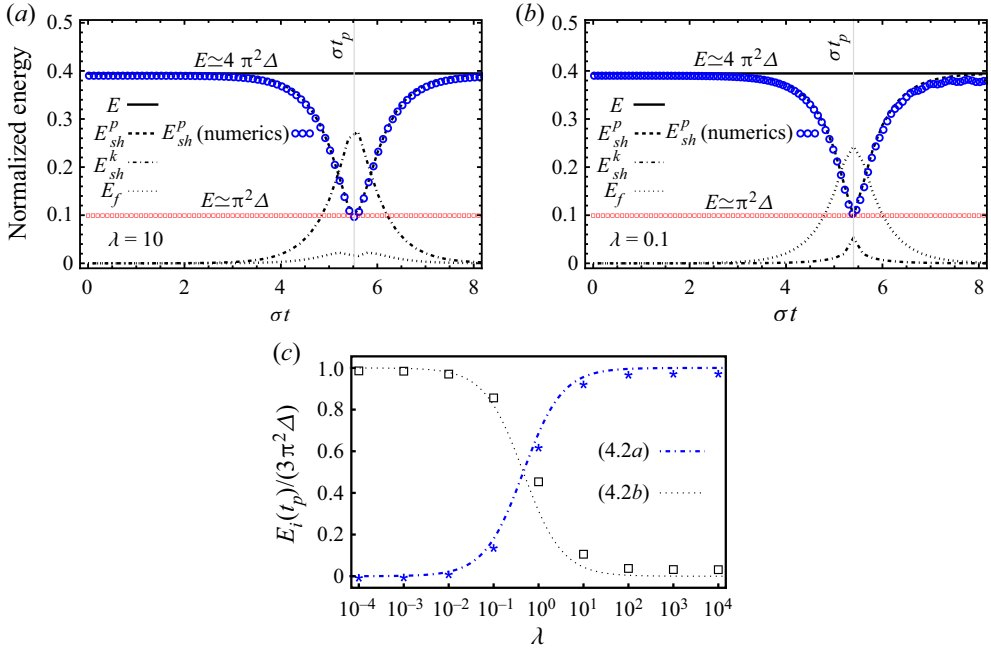 (a)
0.5
0.4
0.3
0.2
0.1
0
Normalized energy
E≃4 π²Δ
σt_p
E
E^p_sh E^p_sh (numerics)
E^k_sh
E_f
E≃π²Δ
λ = 10
0 2 4 6 8
σt
(b)
0.5
0.4
0.3
0.2
0.1
0
E≃4 π²Δ
σt_p
E
E^p_sh E^p_sh (numerics)
E^k_sh
E_f
E≃π²Δ
λ = 0.1
0 2 4 6 8
σt
(c)
1.0
0.8
0.6
0.4
0.2
0
E_i(t_p)/(3π²Δ)
(4.2a)
(4.2b)
10⁻⁴ 10⁻³ 10⁻² 10⁻¹ 10⁰ 10¹ 10² 10³ 10⁴
λ